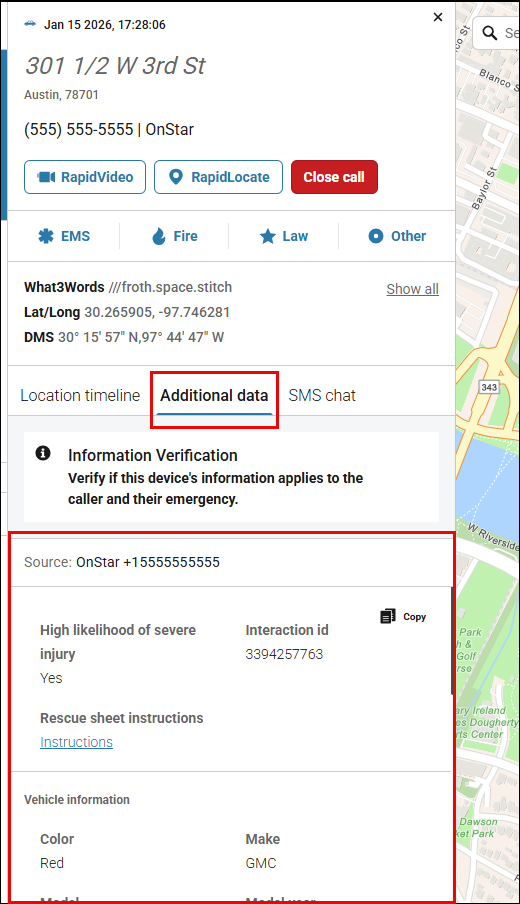 Jan 15 2026, 17:28:06
301 1/2 W 3rd St
Austin, 78701
(555) 555-5555 | OnStar
RapidVideo
RapidLocate
Close call
EMS
Fire
Law
Other
What3Words ///froth.space.stitch
Show all
Lat/Long 30.265905, -97.746281
DMS 30° 15' 57" N,97° 44' 47" W
Location timeline
Additional data
SMS chat
Information Verification
Verify if this device's information applies to the
caller and their emergency.
Source: OnStar +15555555555
Copy
High likelihood of severe
injury
Yes
Interaction id
3394257763
Rescue sheet instructions
Instructions
Vehicle information
Color
Red
Make
GMC
Model
Model year
Se
Blanco St
Baylor St
343
W Riverside
Park
& Golf
rse
ary Ireland
es Dougherty
rts Center
Dawson
ket Park